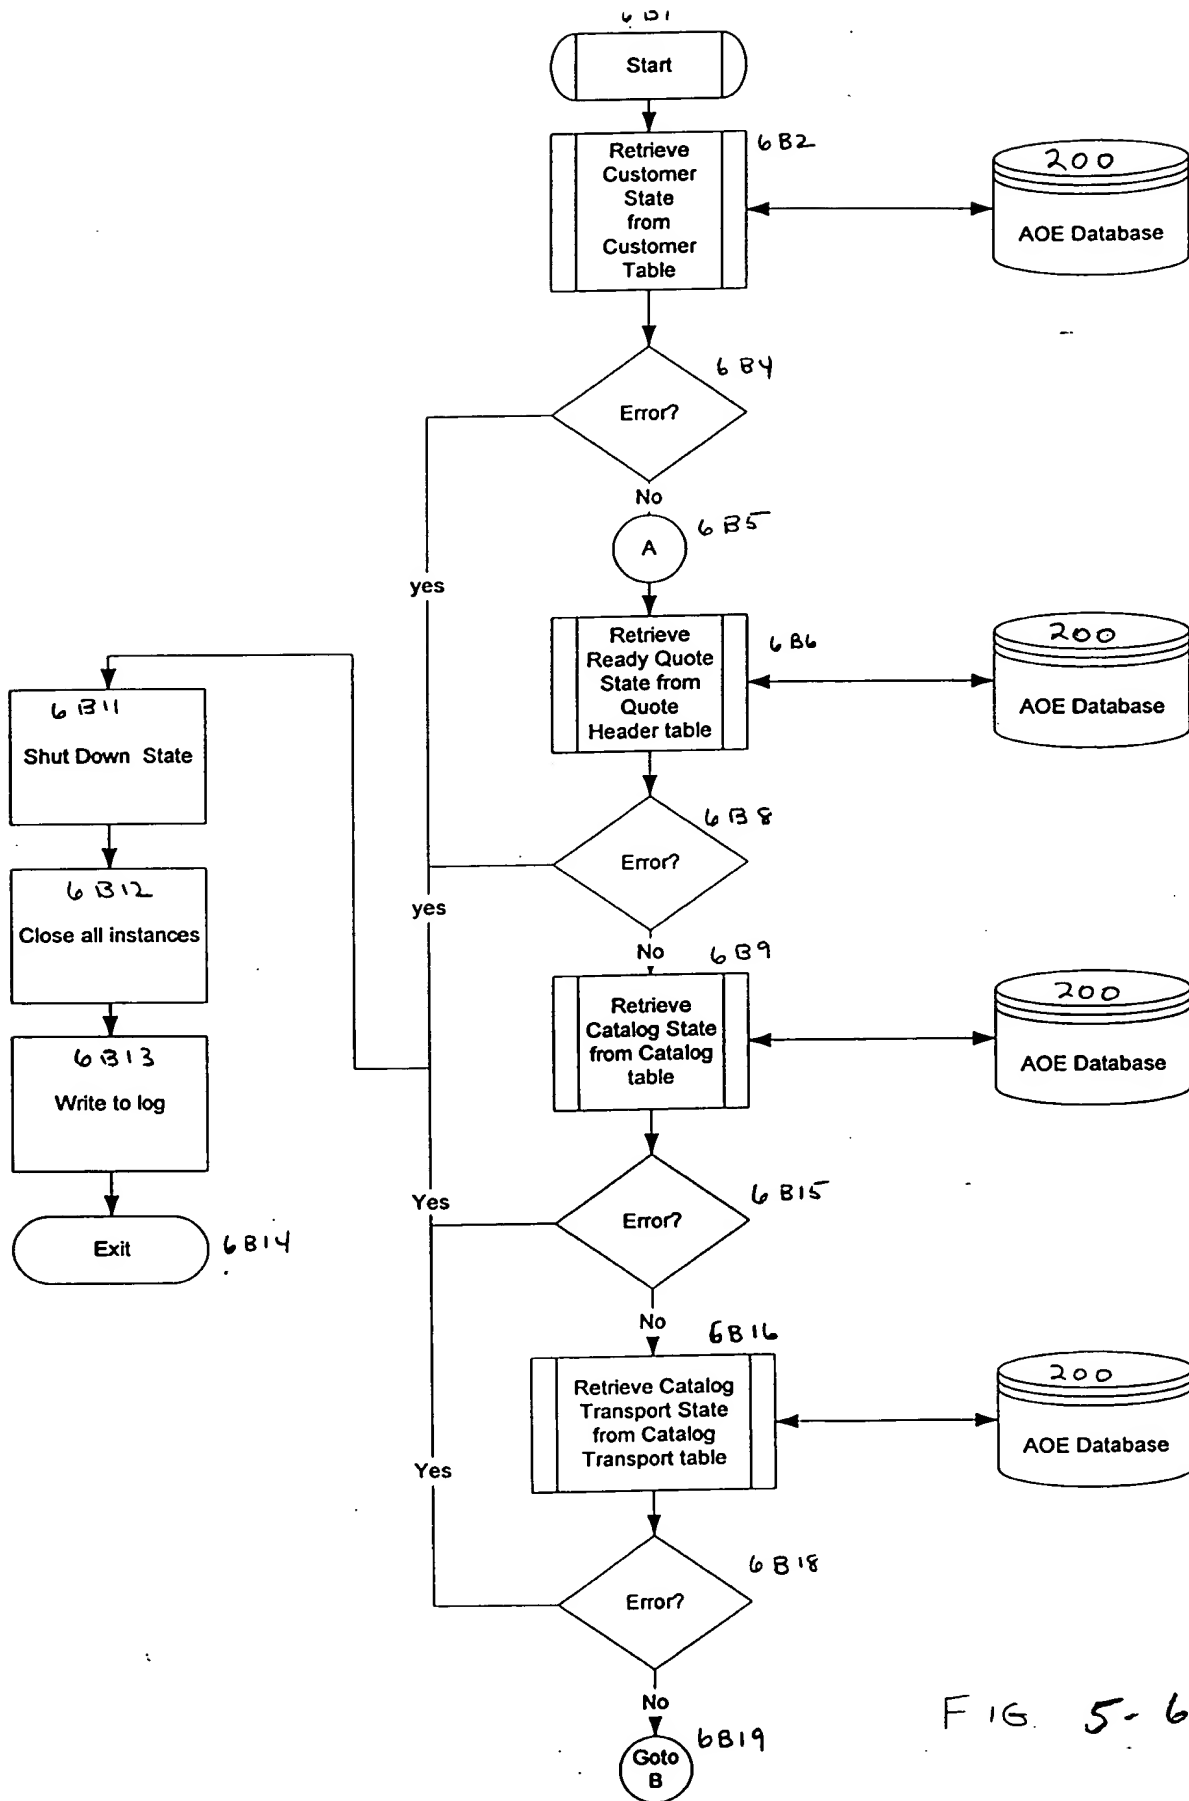 6B1
Start
Retrieve
Customer
State
from
Customer
Table
6B2
200
AOE Database
6B4
Error?
No
yes
6B5
A
Retrieve
Ready Quote
State from
Quote
Header table
6B6
200
AOE Database
6B11
Shut Down State
6B8
Error?
6B12
Close all instances
yes
No
6B9
Retrieve
Catalog State
from Catalog
table
200
AOE Database
6B13
Write to log
Yes
6B15
Error?
Exit
6B14
No
6B16
Retrieve Catalog
Transport State
from Catalog
Transport table
200
AOE Database
Yes
6B18
Error?
No
6B19
Goto
B
FIG. 5-6